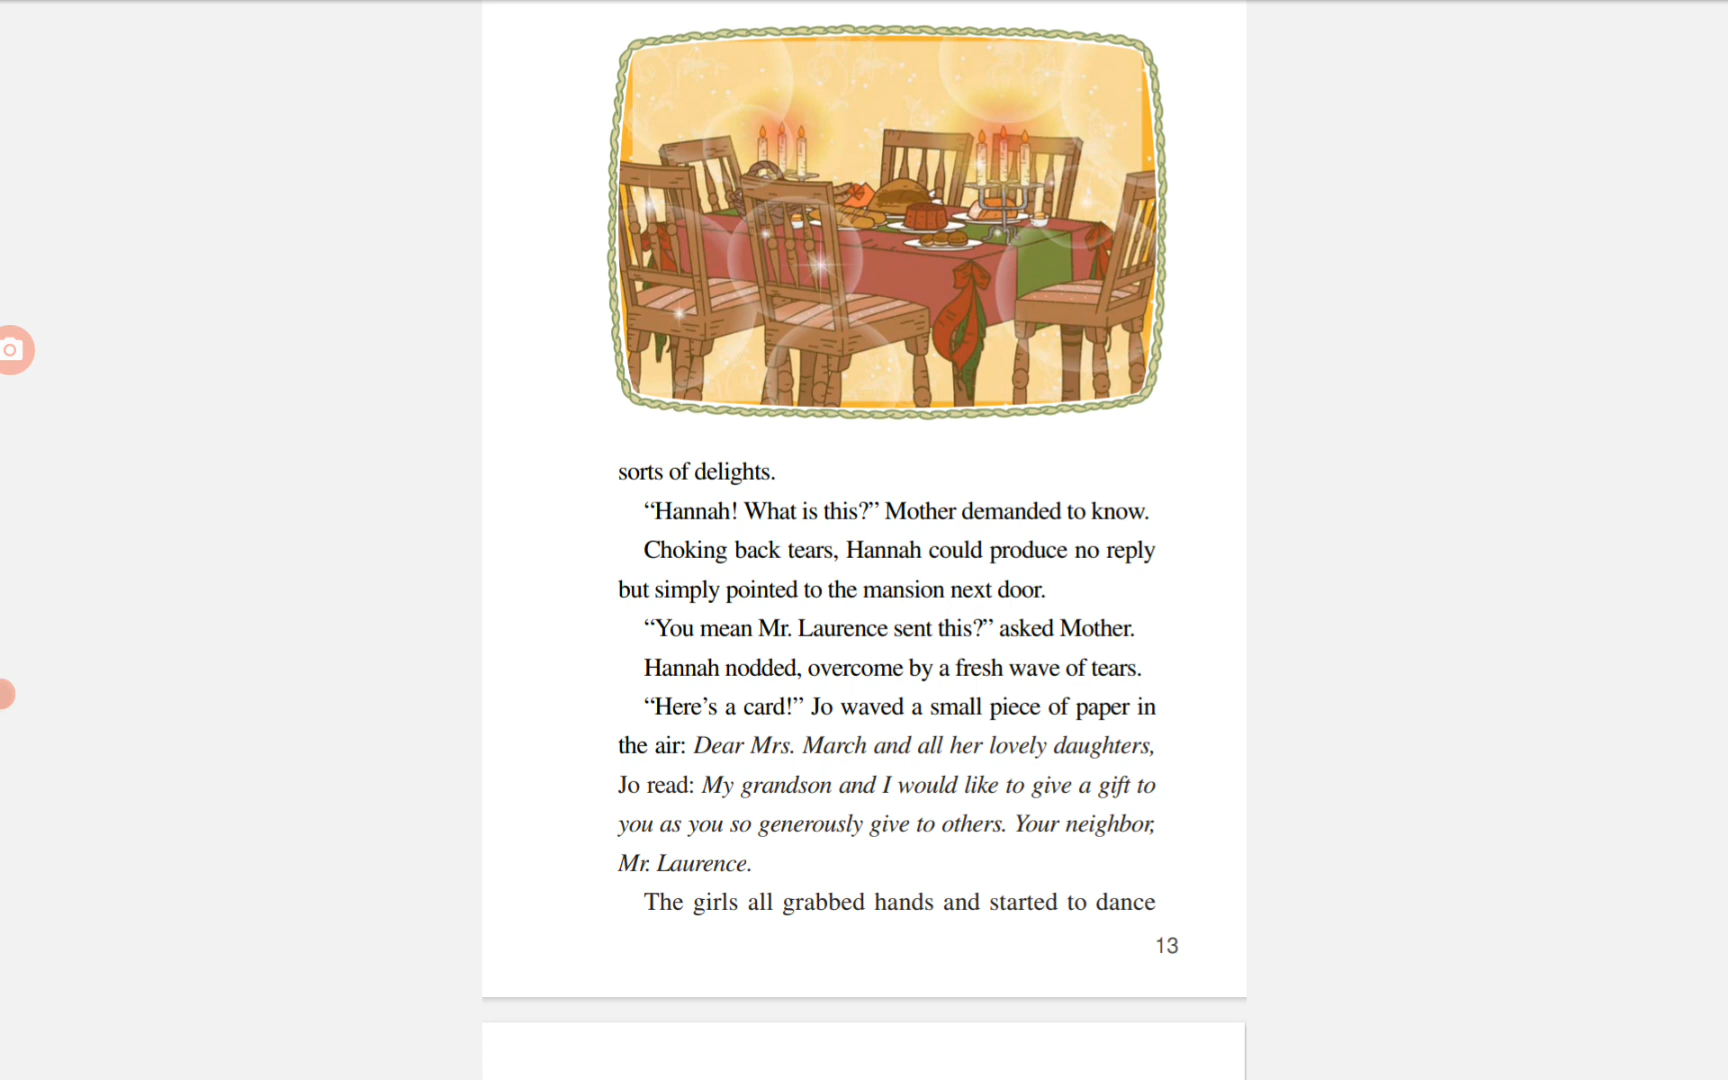 sorts of delights.
“Hannah! What is this?” Mother demanded to know.
Choking back tears, Hannah could produce no reply
but simply pointed to the mansion next door.
“You mean Mr. Laurence sent this?” asked Mother.
Hannah nodded, overcome by a fresh wave of tears.
“Here’s a card!” Jo waved a small piece of paper in
the air: Dear Mrs. March and all her lovely daughters,
Jo read: My grandson and I would like to give a gift to
you as you so generously give to others. Your neighbor,
Mr. Laurence.
The girls all grabbed hands and started to dance
13